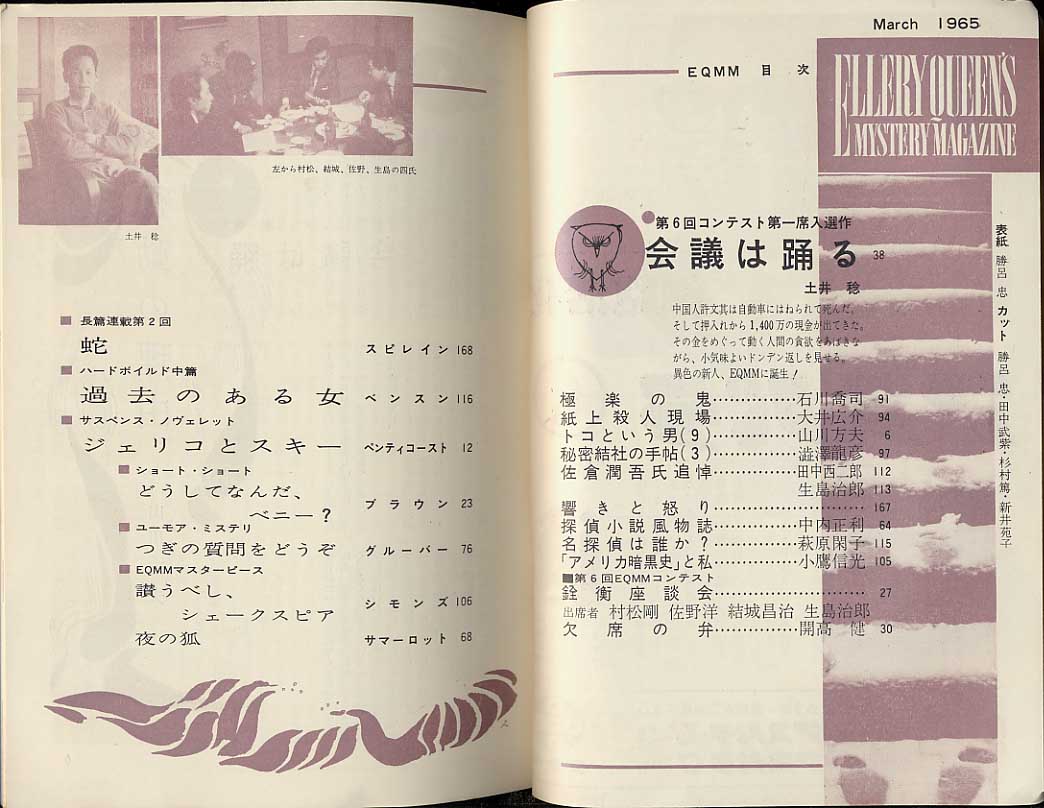 左から村松、結城、佐野、生島の四氏
土井 稔
■長篇連載第2回
蛇 スピレイン 168
■ハードボイルド中篇
過去のある女 ベンスン 116
■サスペンス・ノヴェレット
ジェリコとスキー ペンティコースト 12
■ショート・ショート
どうしてなんだ、
ベニー? ブラウン 23
■ユーモア・ミステリ
つぎの質問をどうぞ グルーバー 76
■EQMMマスターピース
讃うべし、
シェークスピア シモンズ 106
夜の狐 サマーロット 68
March 1965
EQMM 目次
ELLERY QUEEN'S
MYSTERY MAGAZINE
●第6回コンテスト第一席入選作
会議は踊る 38
土井 稔
中国人許文其は自動車にはねられて死んだ。
そして押入れから1,400万の現金が出てきた。
その金をめぐって動く人間の貪欲をあばきな
がら、小気味よいドンデン返しを見せる。
異色の新人、EQMMに誕生!
極楽の鬼……………石川喬司 91
紙上殺人現場……………大井広介 94
トコという男(9)……………山川方夫 6
秘密結社の手帖(3)……………澁澤龍彦 97
佐倉潤吾氏追悼……………田中西二郎 112
生島治郎 113
響きと怒り……………167
探偵小説風物誌……………中内正利 64
名探偵は誰か?……………萩原閑子 115
「アメリカ暗黒史」と私……………小鷹信光 105
■第6回EQMMコンテスト
銓衡座談会……………27
出席者 村松剛 佐野洋 結城昌治 生島治郎
欠席の弁……………開高 健 30
表紙 勝呂 忠 カット 勝呂 忠・田中武紫・杉村篤・新井苑子